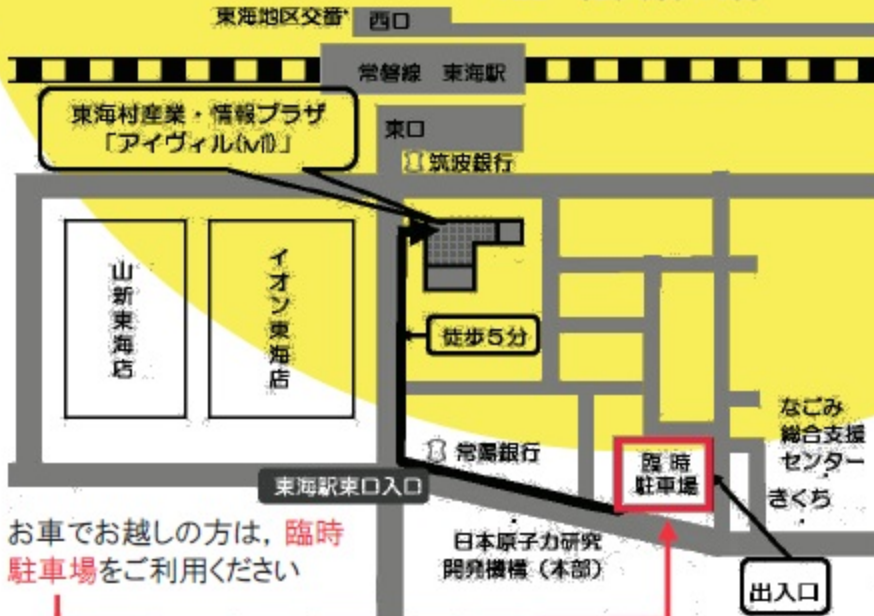 東海地区交番
西口
常磐線 東海駅
東海村産業・情報プラザ
「アイヴィル(ivil)」
東口
筑波銀行
山新東海店
イオン東海店
徒歩5分
なごみ
総合支援
センター
常陽銀行
臨時
駐車場
きくち
東海駅東口入口
お車でお越しの方は,臨時
駐車場をご利用ください
日本原子力研究
開発機構(本部)
出入口